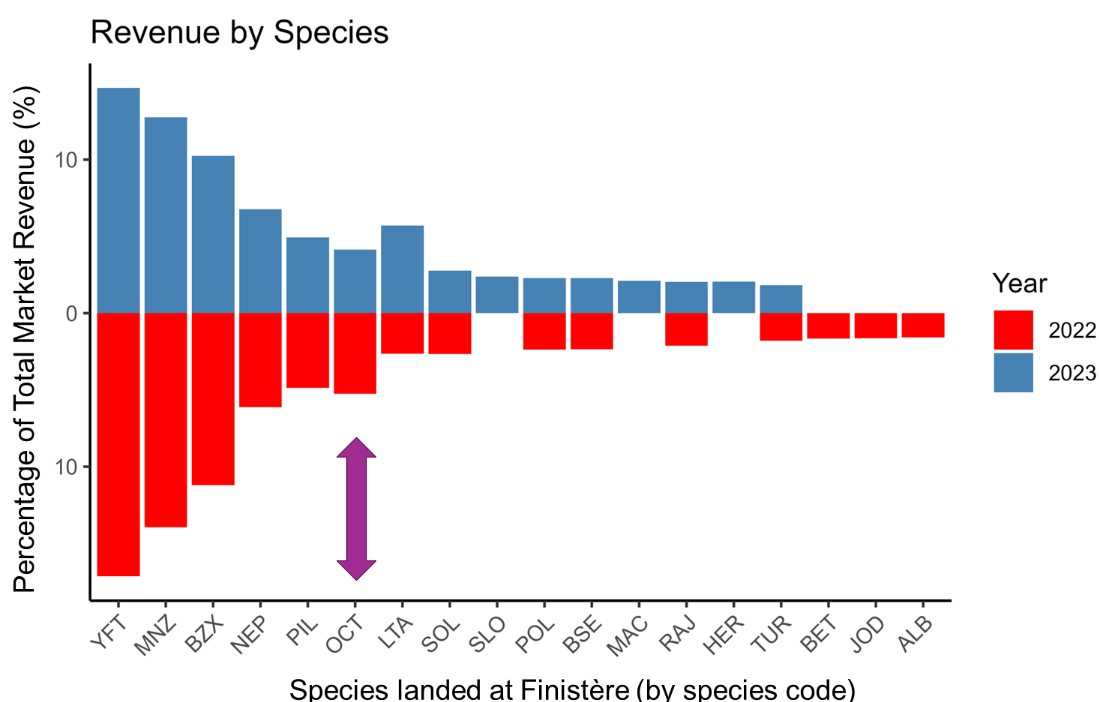 Revenue by Species
Percentage of Total Market Revenue (%)
10
0
10
YFT
MNZ
BZX
NEP
PIL
OCT
LTA
SOL
SLO
POL
BSE
MAC
RAJ
HER
TUR
BET
JOD
ALB
Species landed at Finistère (by species code)
Year
2022
2023